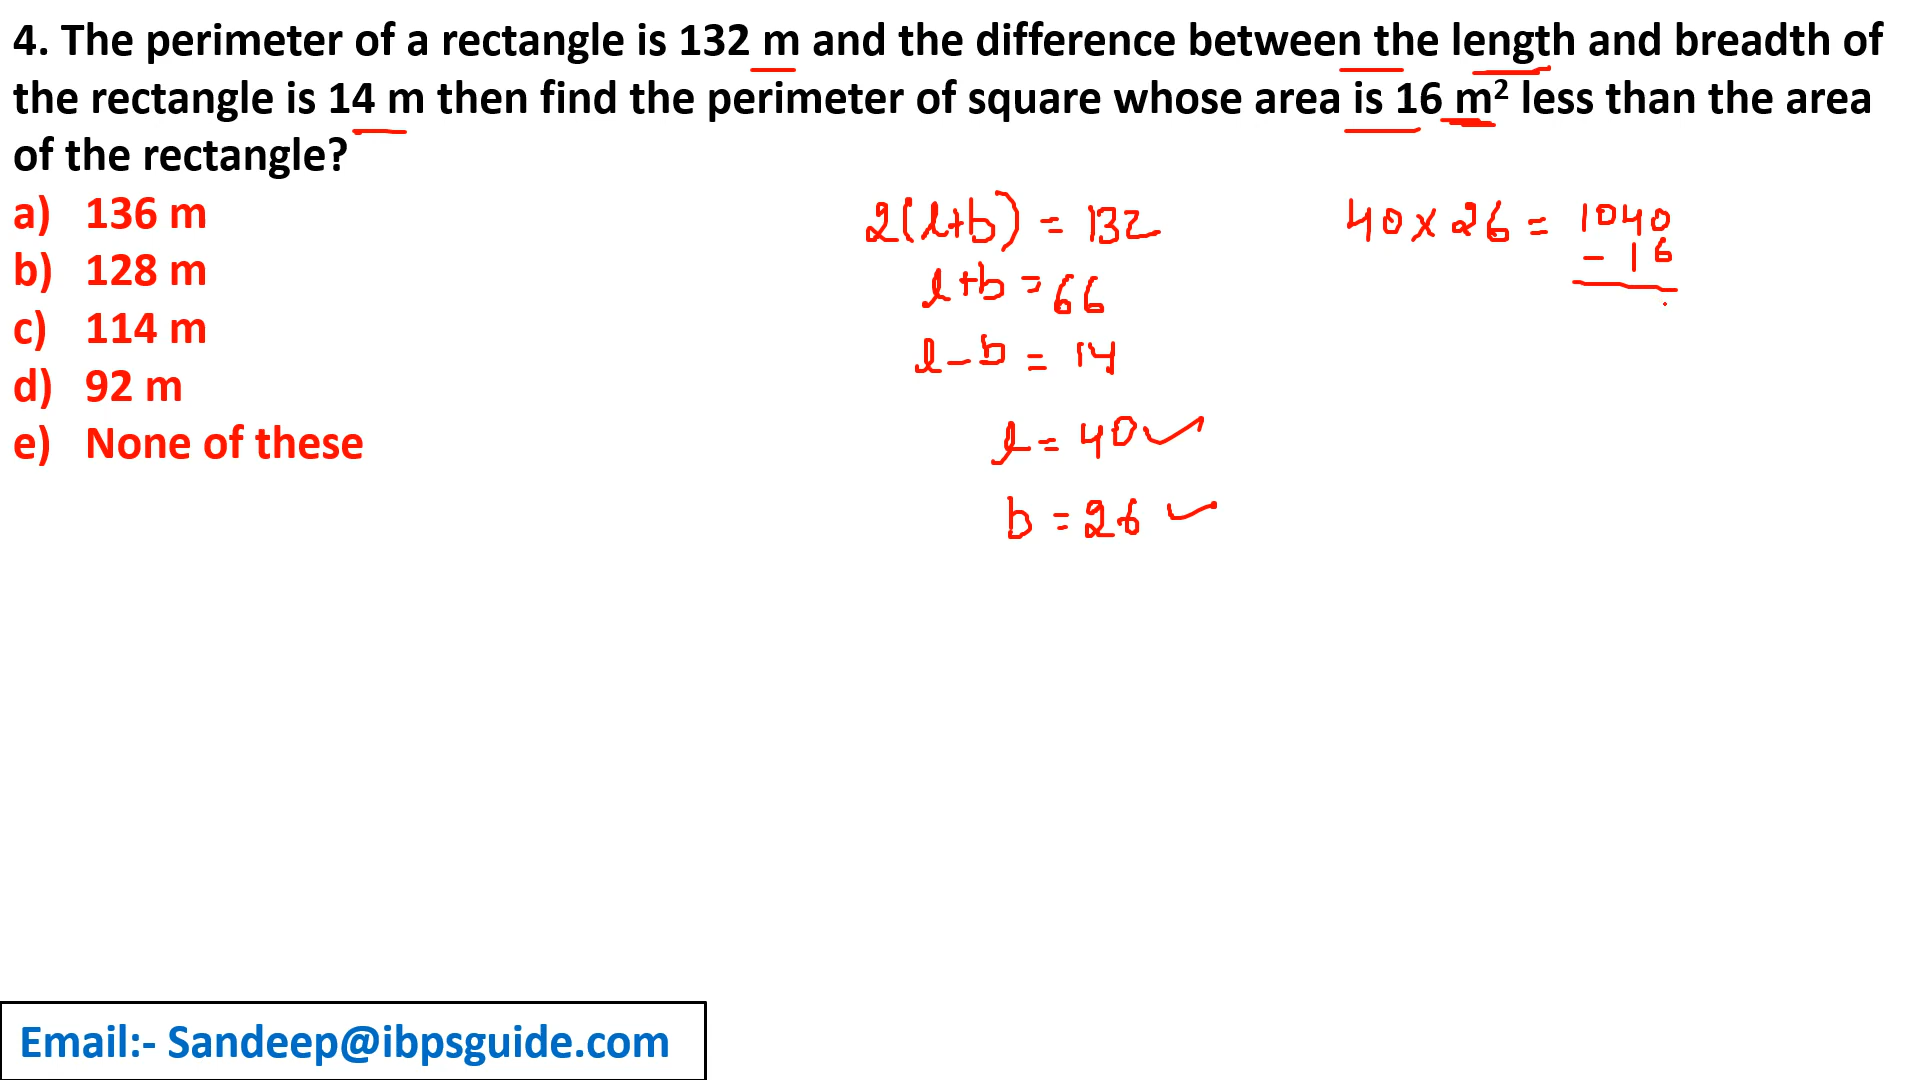 4. The perimeter of a rectangle is 132 m and the difference between the length and breadth of
the rectangle is 14 m then find the perimeter of square whose area is 16 m² less than the area
of the rectangle?
a) 136 m
b) 128 m
c) 114 m
d) 92 m
e) None of these
2(l+b) = 132
l+b = 66
l-b = 14
l = 40
b = 26
40 x 26 = 1040
- 16
Email:- Sandeep@ibpsguide.com